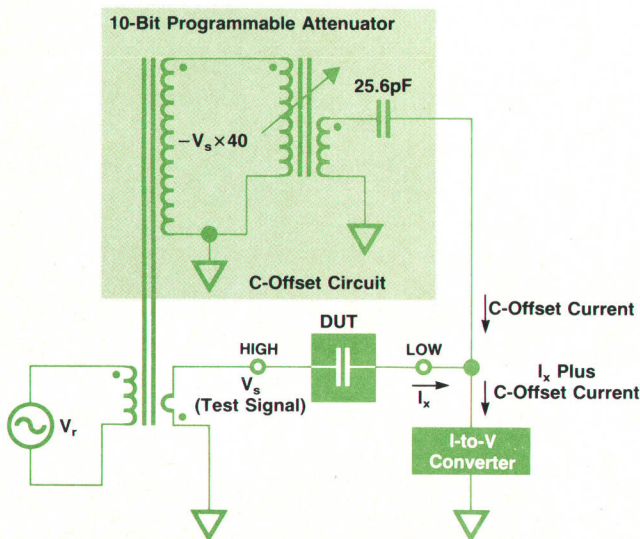 10-Bit Programmable Attenuator
25.6pF
−Vs×40
C-Offset Circuit
C-Offset Current
DUT
HIGH
LOW
Vs
(Test Signal)
Ix
Ix Plus
C-Offset Current
Vr
I-to-V
Converter